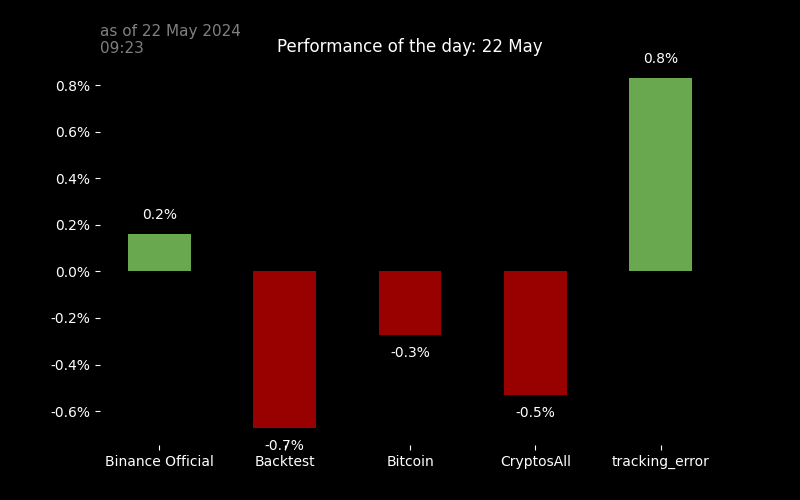 as of 22 May 2024
09:23
Performance of the day: 22 May
0.8%
0.8%
0.6%
0.4%
0.2%
0.2%
0.0%
-0.2%
-0.3%
-0.4%
-0.5%
-0.6%
-0.7%
Binance Official
Backtest
Bitcoin
CryptosAll
tracking_error